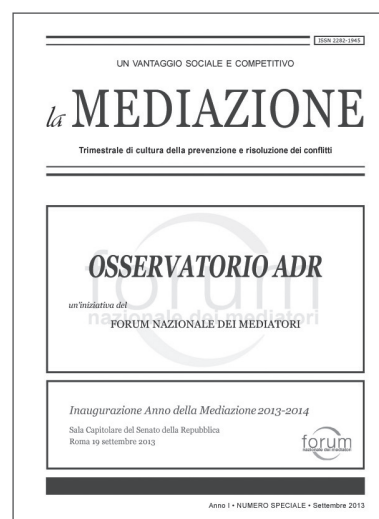 ISSN 2282-1945
UN VANTAGGIO SOCIALE E COMPETITIVO
la MEDIAZIONE
Trimestrale di cultura della prevenzione e risoluzione dei conflitti
forum
nazionale dei mediatori
OSSERVATORIO ADR
un'iniziativa del
FORUM NAZIONALE DEI MEDIATORI
Inaugurazione Anno della Mediazione 2013-2014
Sala Capitolare del Senato della Repubblica
Roma 19 settembre 2013
forum
nazionale dei mediatori
Anno I • NUMERO SPECIALE • Settembre 2013